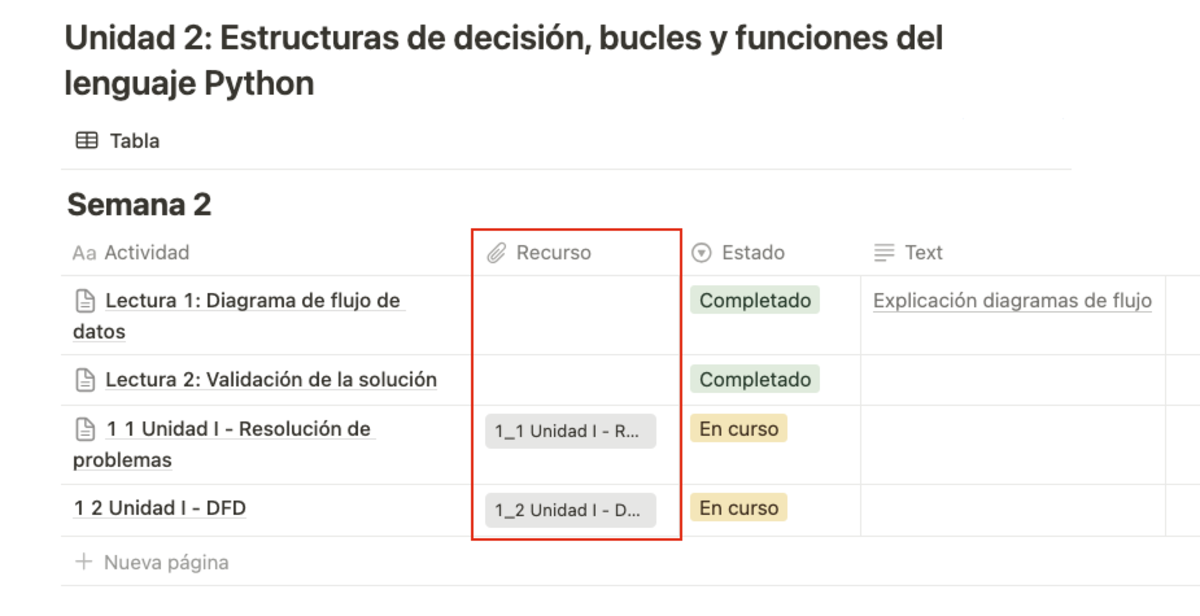 Unidad 2: Estructuras de decisión, bucles y funciones del
lenguaje Python
Tabla
Semana 2
Aa Actividad Recurso Estado Text
Lectura 1: Diagrama de flujo de
datos
Completado Explicación diagramas de flujo
Lectura 2: Validación de la solución Completado
1 1 Unidad I - Resolución de
problemas
1_1 Unidad I - R... En curso
1 2 Unidad I - DFD 1_2 Unidad I - D... En curso
+ Nueva página